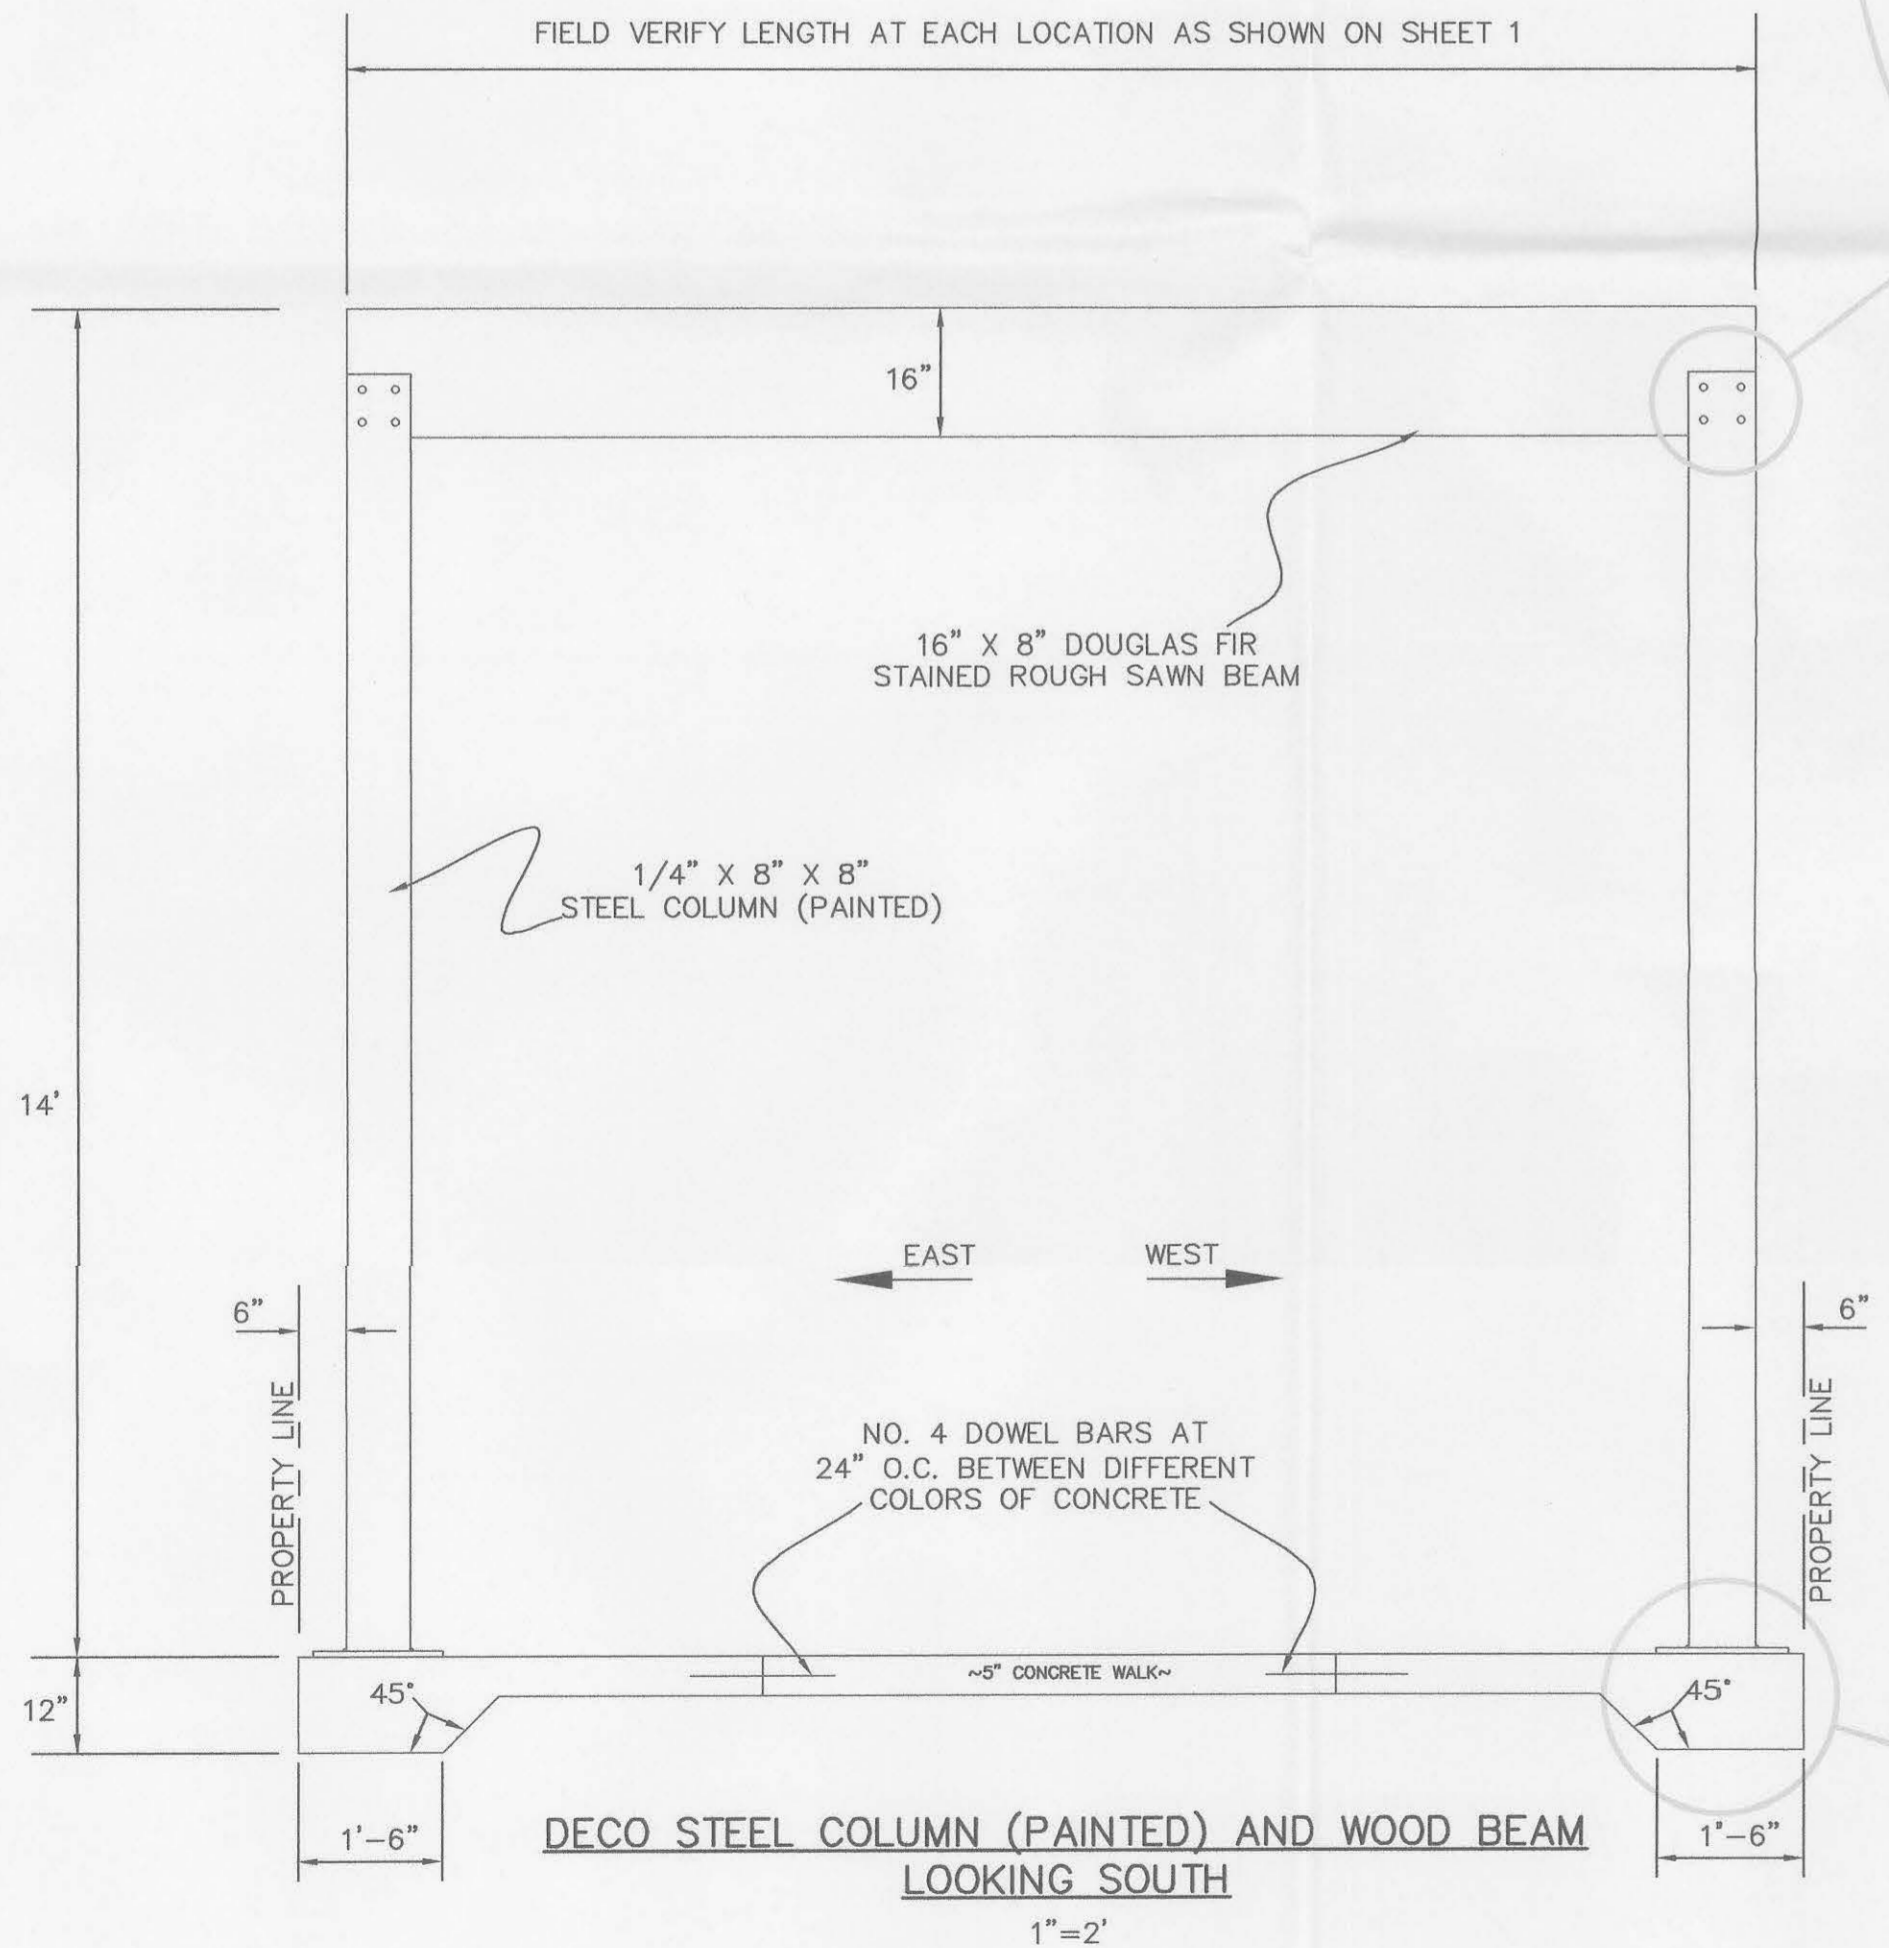 FIELD VERIFY LENGTH AT EACH LOCATION AS SHOWN ON SHEET 1
16"
16" X 8" DOUGLAS FIR
STAINED ROUGH SAWN BEAM
1/4" X 8" X 8"
STEEL COLUMN (PAINTED)
14'
EAST
WEST
6"
6"
PROPERTY LINE
PROPERTY LINE
NO. 4 DOWEL BARS AT
24" O.C. BETWEEN DIFFERENT
COLORS OF CONCRETE
~5" CONCRETE WALK~
12"
45°
45°
1'-6"
1'-6"
DECO STEEL COLUMN (PAINTED) AND WOOD BEAM
LOOKING SOUTH
1"=2'